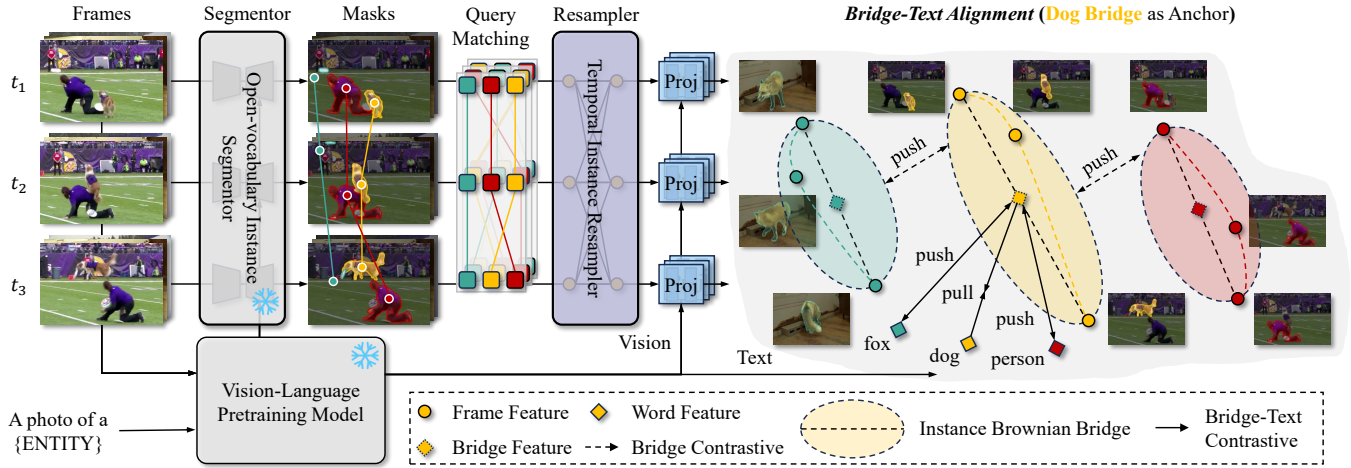 Frames
Segmentor
Masks
Query
Matching
Resampler
Bridge-Text Alignment (Dog Bridge as Anchor)
t1
t2
t3
Open-vocabulary Instance
Segmentor
Temporal Instance Resampler
Proj
Proj
Proj
push
push
push
pull
push
fox
dog
person
Vision
Text
Vision-Language
Pretraining Model
A photo of a
{ENTITY}
Frame Feature
Word Feature
Bridge Feature
Bridge Contrastive
Instance Brownian Bridge
Bridge-Text
Contrastive